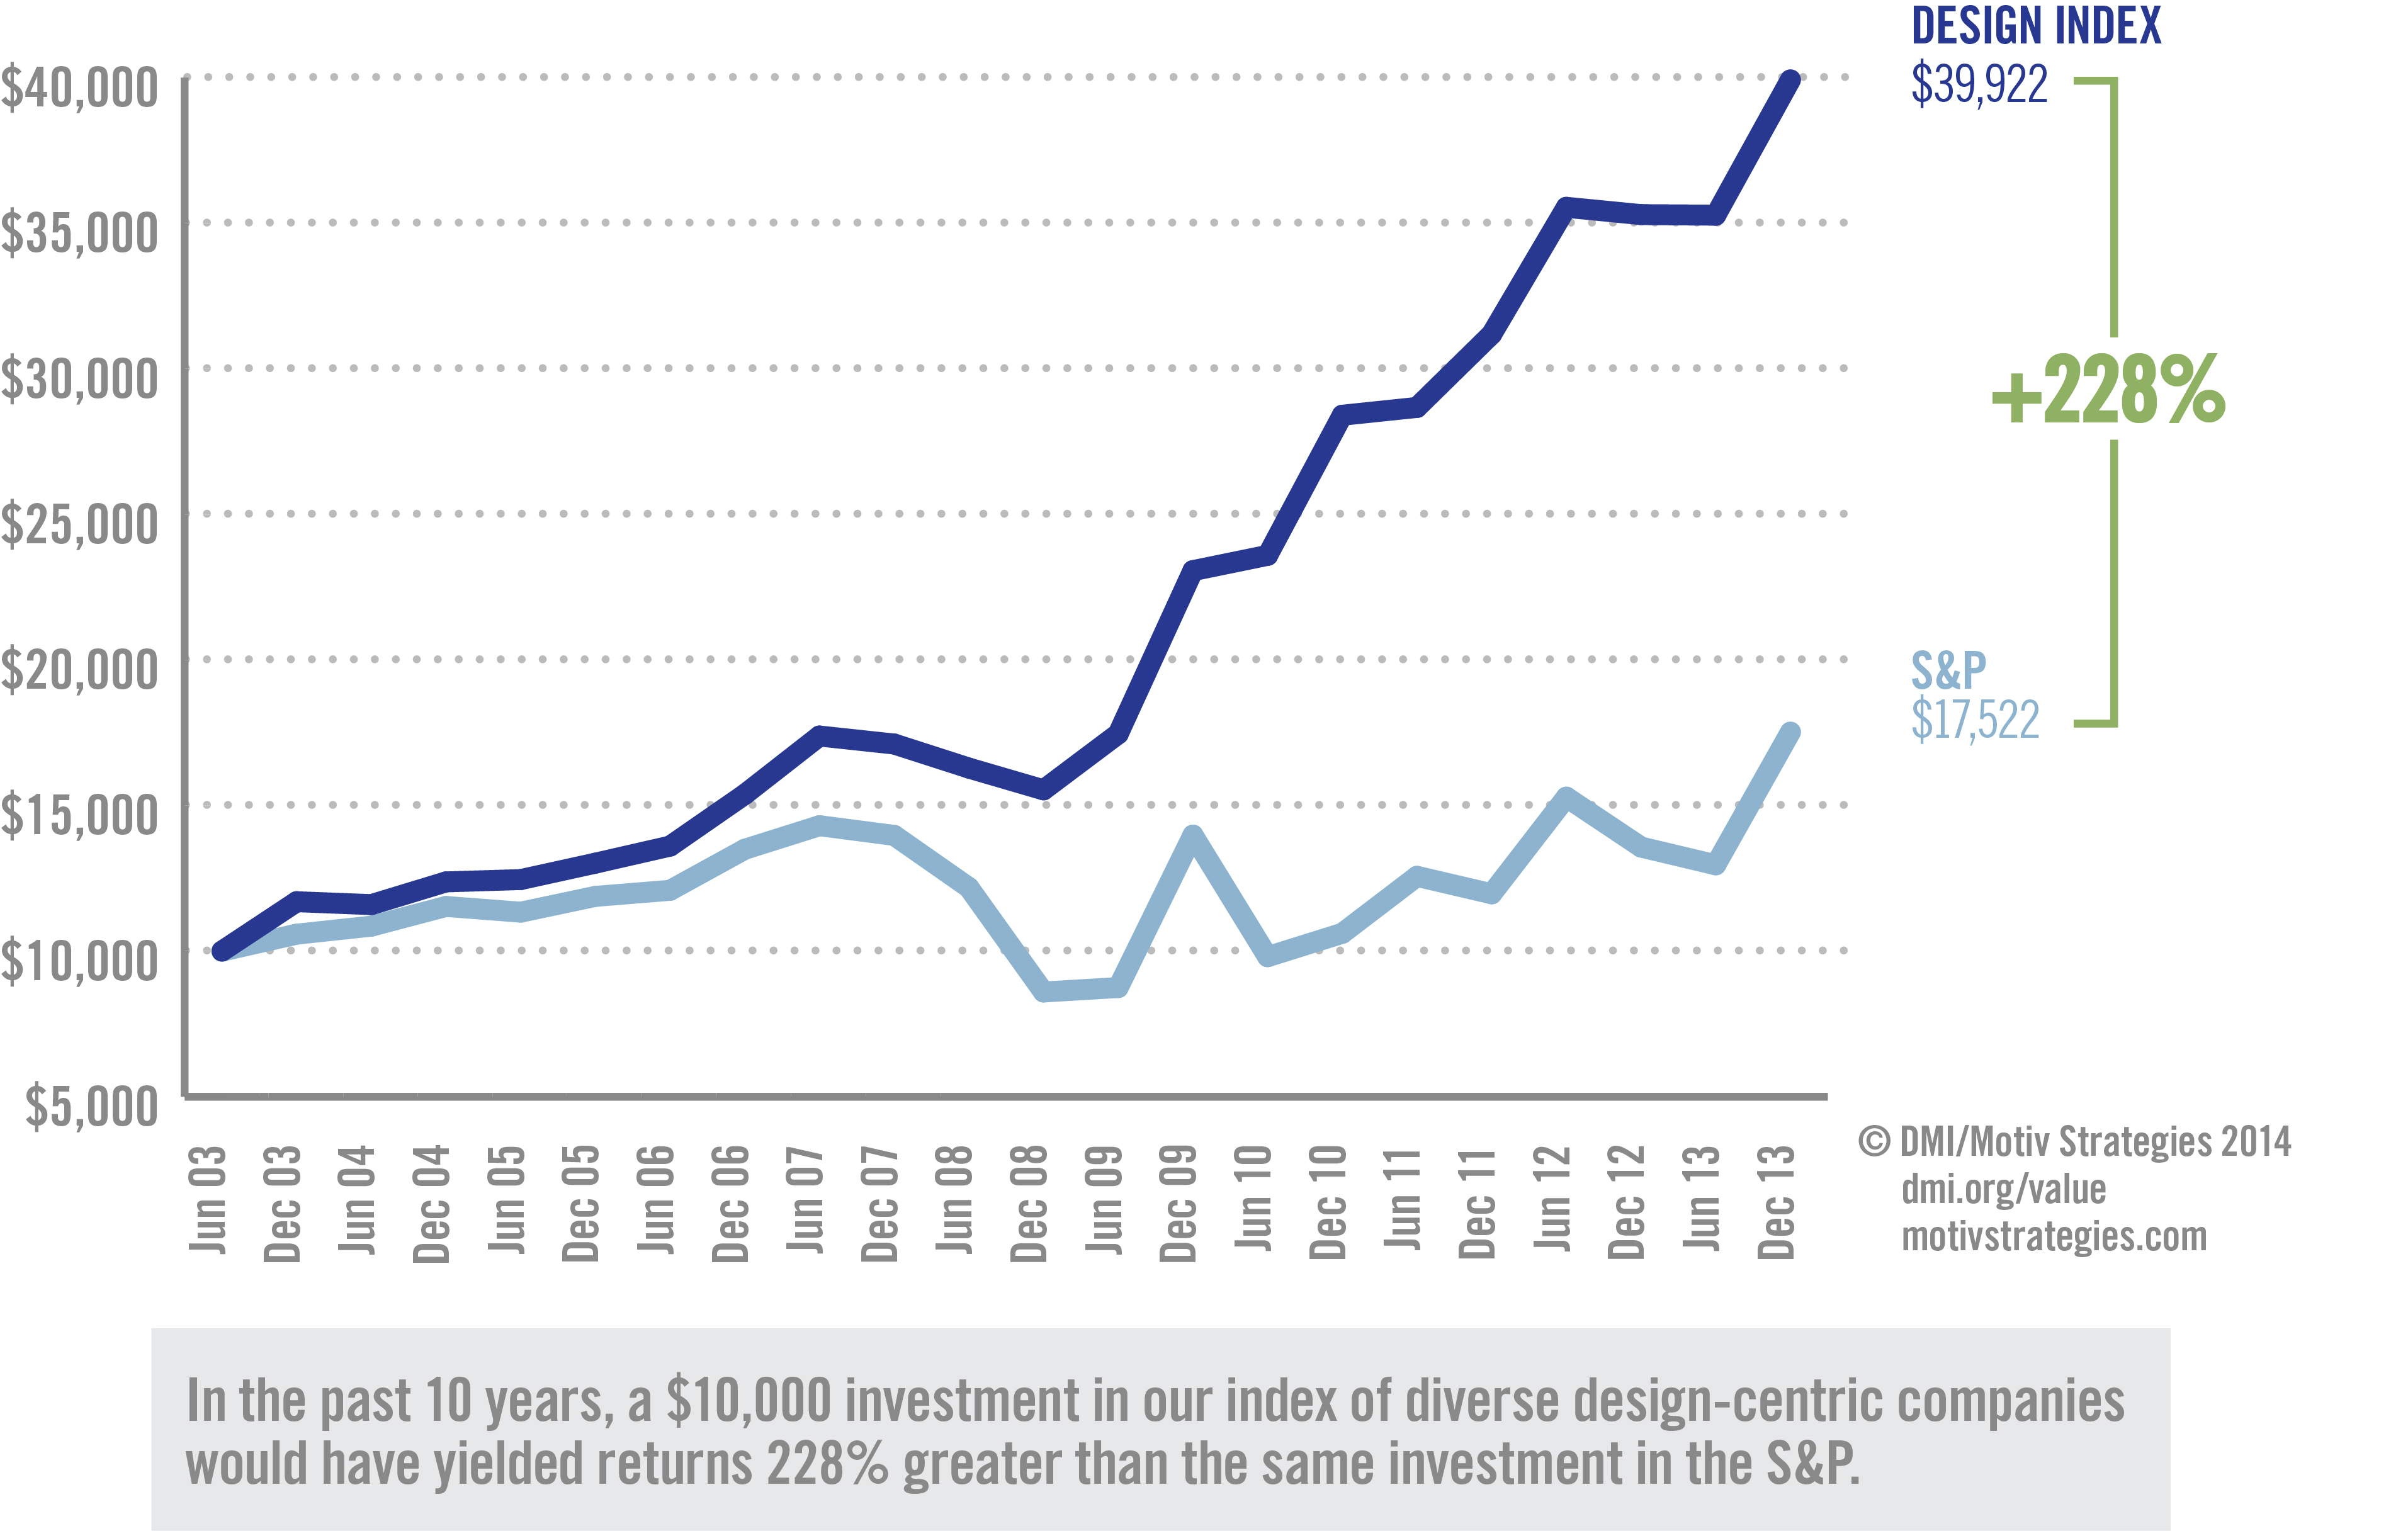 DESIGN INDEX
$39,922
$40,000
$35,000
$30,000
+228%
$25,000
$20,000
S&P
$17,522
$15,000
$10,000
$5,000
Jun 03
Dec 03
Jun 04
Dec 04
Jun 05
Dec 05
Jun 06
Dec 06
Jun 07
Dec 07
Jun 08
Dec 08
Jun 09
Dec 09
Jun 10
Dec 10
Jun 11
Dec 11
Jun 12
Dec 12
Jun 13
Dec 13
© DMI/Motiv Strategies 2014
dmi.org/value
motivstrategies.com
In the past 10 years, a $10,000 investment in our index of diverse design-centric companies
would have yielded returns 228% greater than the same investment in the S&P.